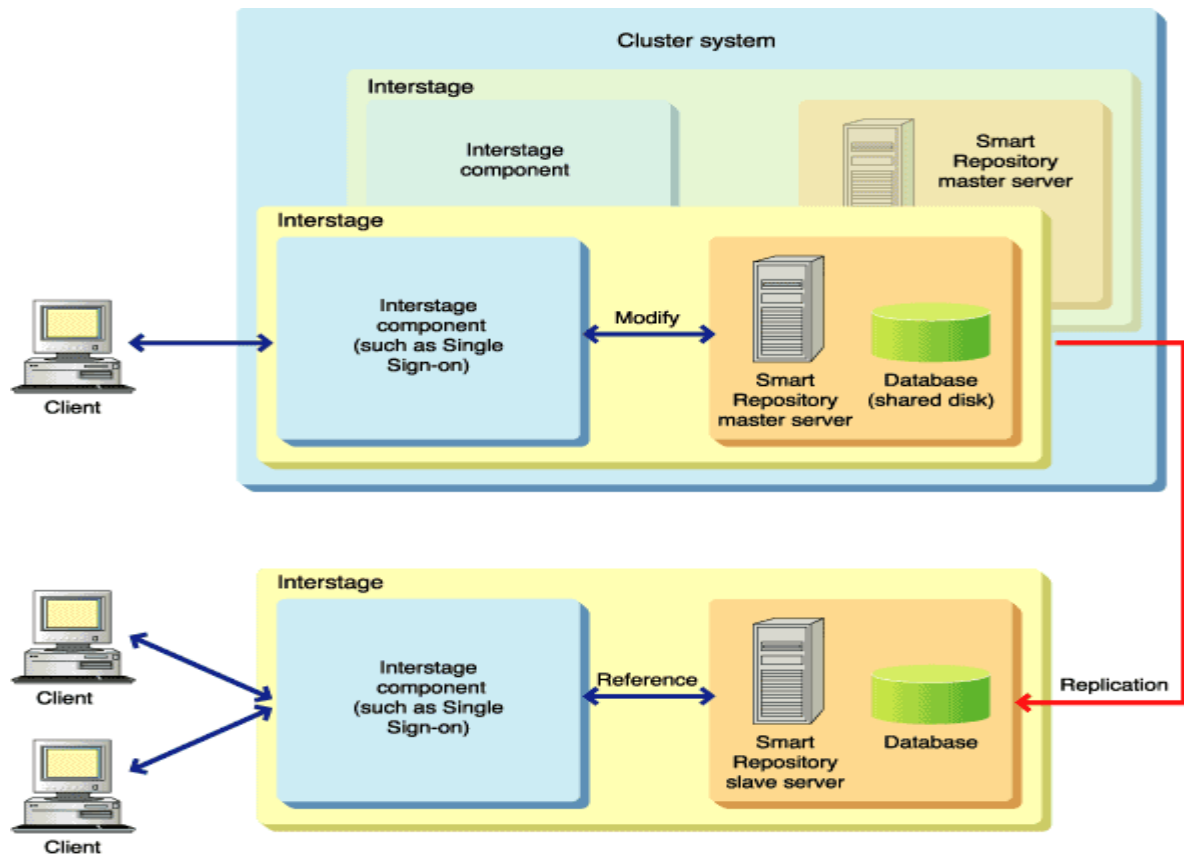 Cluster system
Interstage
Interstage
component
Smart
Repository
master server
Interstage
Interstage
component
(such as Single
Sign-on)
Modify
Smart
Repository
master server
Database
(shared disk)
Client
Interstage
Interstage
component
(such as Single
Sign-on)
Reference
Smart
Repository
slave server
Database
Replication
Client
Client